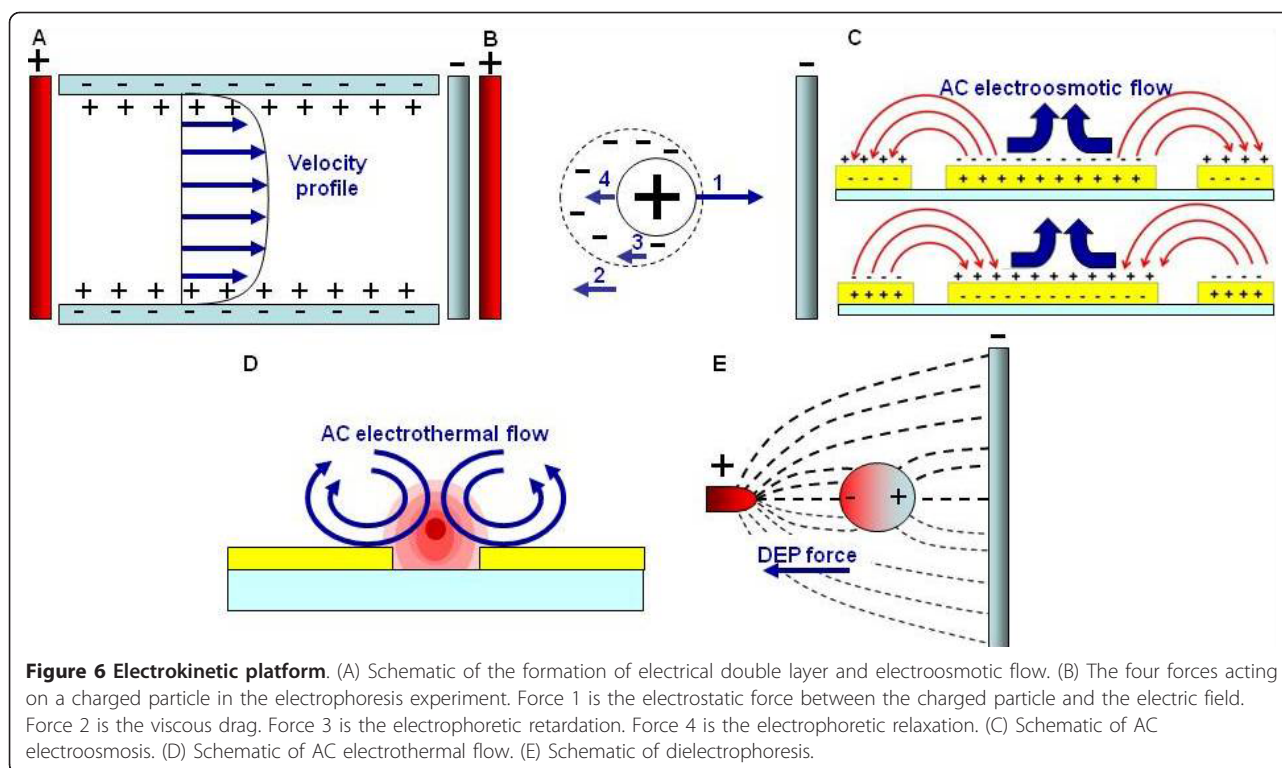 A
B
C
+
-
+
-
- - - - - - - - -
+ + + + + + + + +
Velocity
profile
+ + + + + + + + +
- - - - - - - - -
4
+
1
3
2
AC electroosmotic flow
D
AC electrothermal flow
E
-
+
- +
DEP force
Figure 6 Electrokinetic platform. (A) Schematic of the formation of electrical double layer and electroosmotic flow. (B) The four forces acting
on a charged particle in the electrophoresis experiment. Force 1 is the electrostatic force between the charged particle and the electric field.
Force 2 is the viscous drag. Force 3 is the electrophoretic retardation. Force 4 is the electrophoretic relaxation. (C) Schematic of AC
electroosmosis. (D) Schematic of AC electrothermal flow. (E) Schematic of dielectrophoresis.